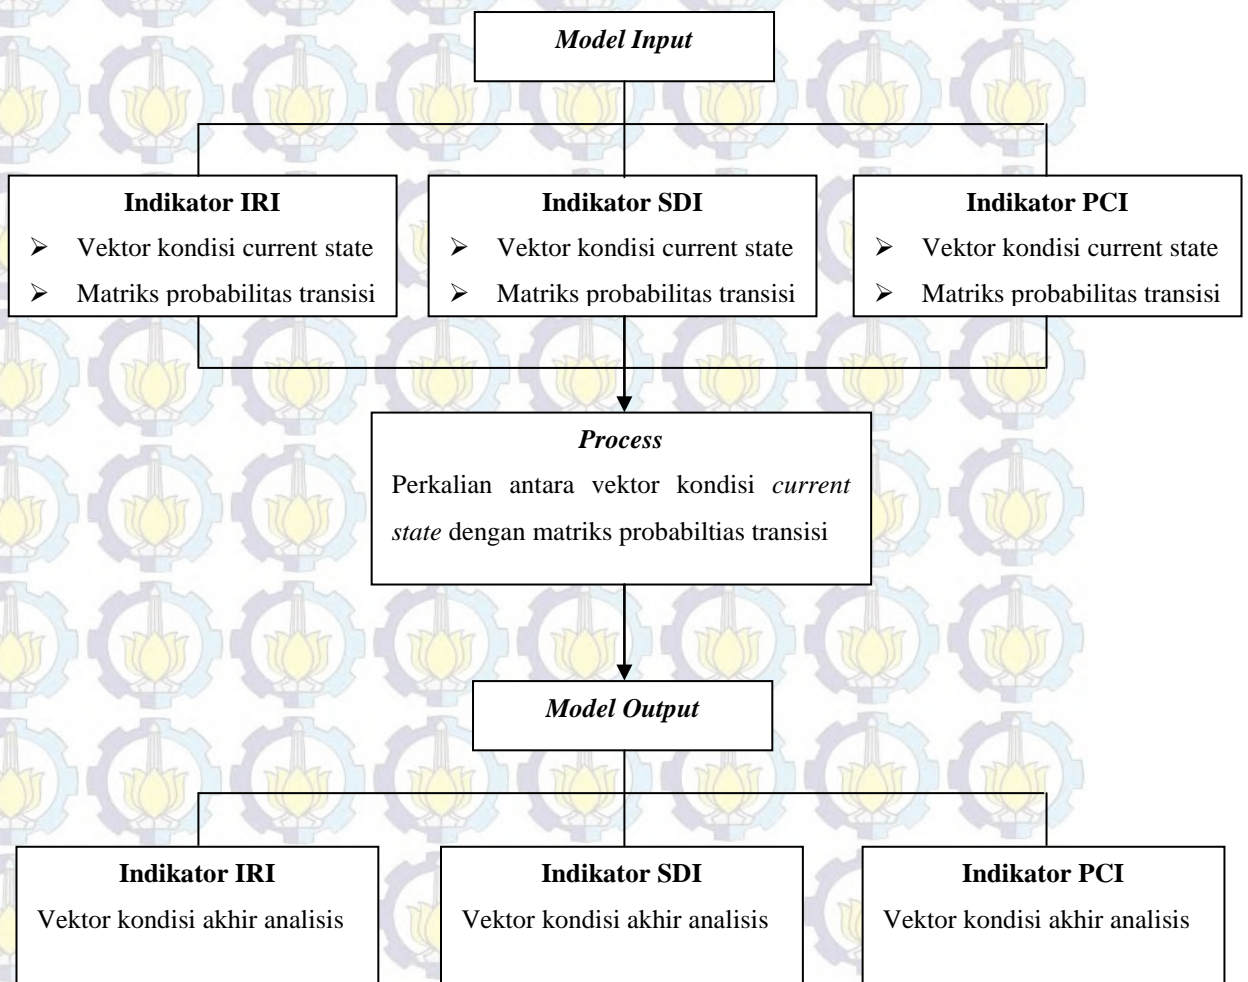 Model Input
Indikator IRI
➢ Vektor kondisi current state
➢ Matriks probabilitas transisi
Indikator SDI
➢ Vektor kondisi current state
➢ Matriks probabilitas transisi
Indikator PCI
➢ Vektor kondisi current state
➢ Matriks probabilitas transisi
Process
Perkalian antara vektor kondisi current
state dengan matriks probabiltias transisi
Model Output
Indikator IRI
Vektor kondisi akhir analisis
Indikator SDI
Vektor kondisi akhir analisis
Indikator PCI
Vektor kondisi akhir analisis